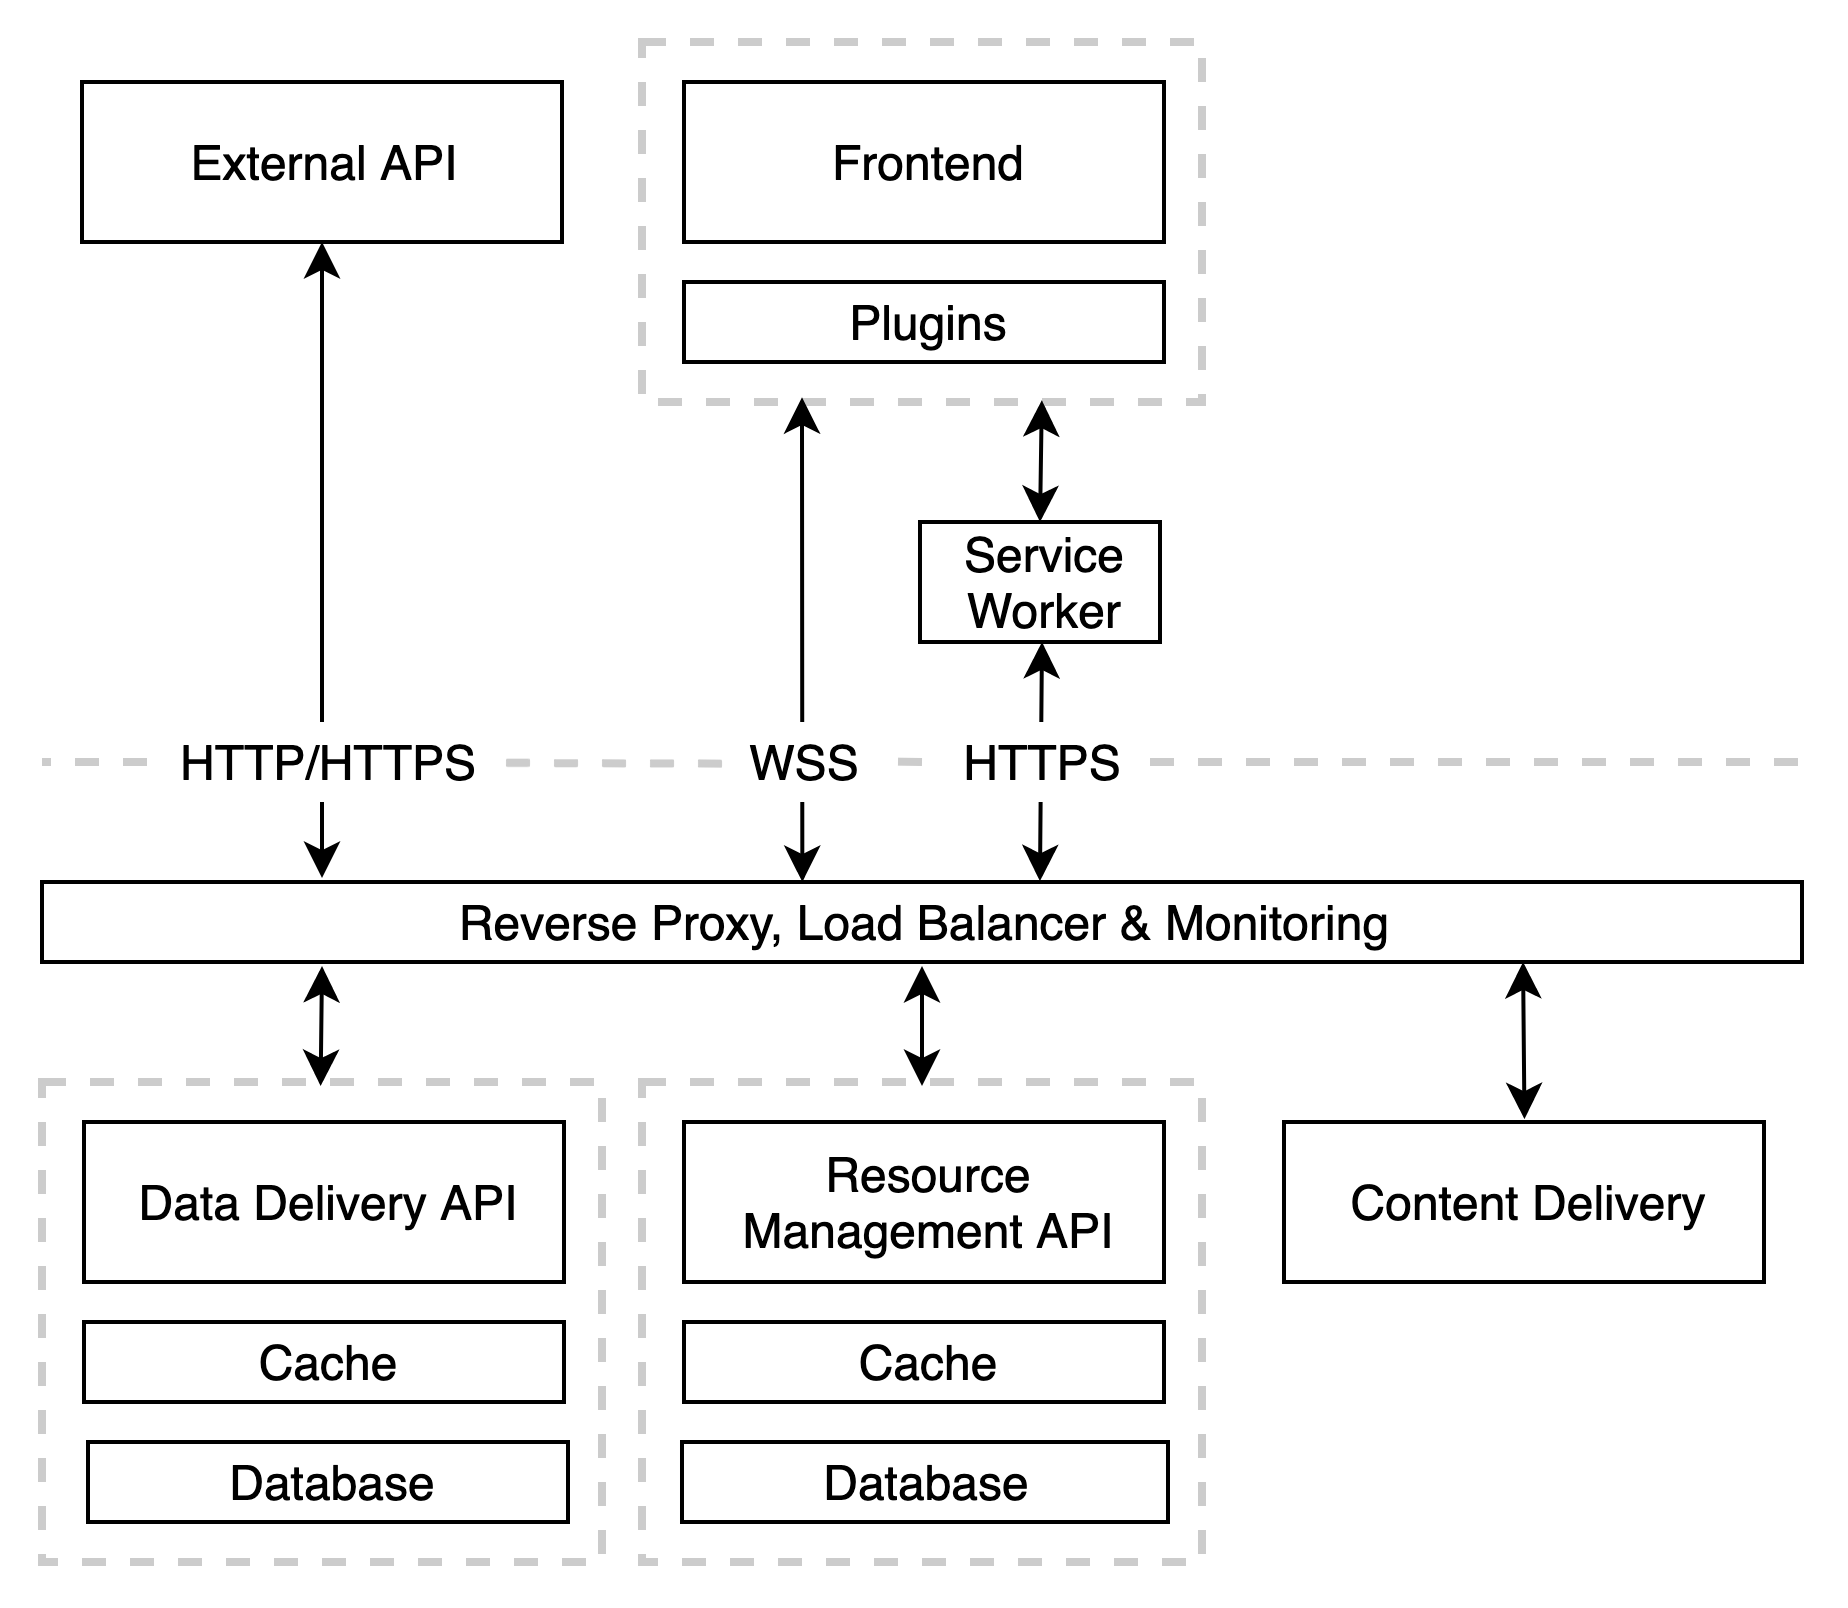 External API
Frontend
Plugins
Service
Worker
HTTP/HTTPS
WSS
HTTPS
Reverse Proxy, Load Balancer & Monitoring
Data Delivery API
Cache
Database
Resource
Management API
Cache
Database
Content Delivery